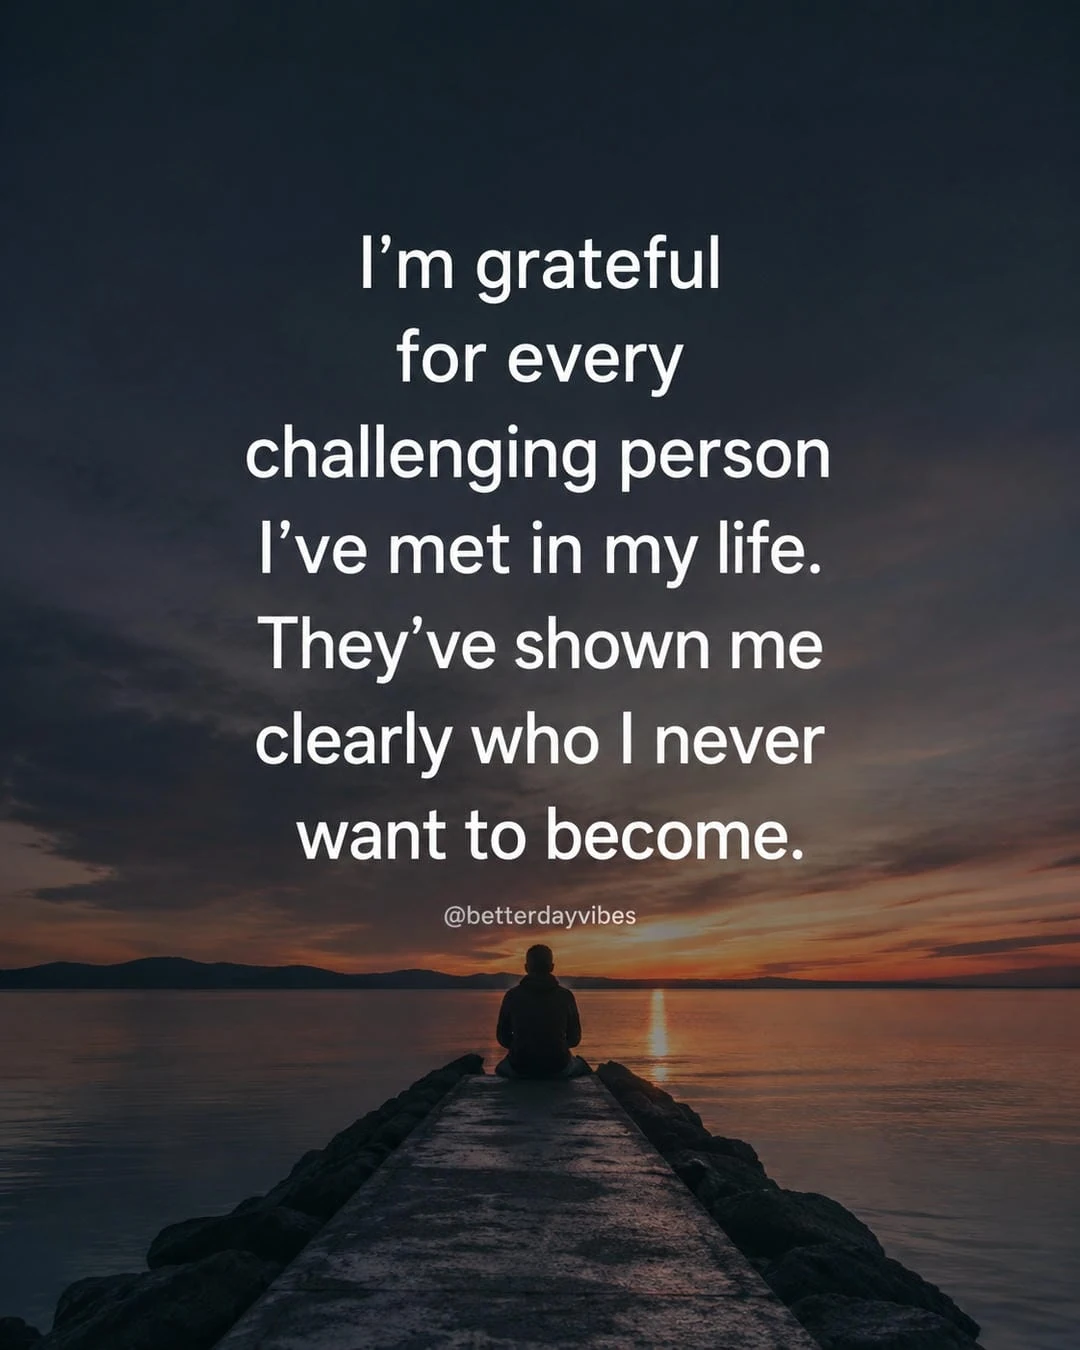 I’m grateful
for every
challenging person
I’ve met in my life.
They’ve shown me
clearly who I never
want to become.
@betterdayvibes